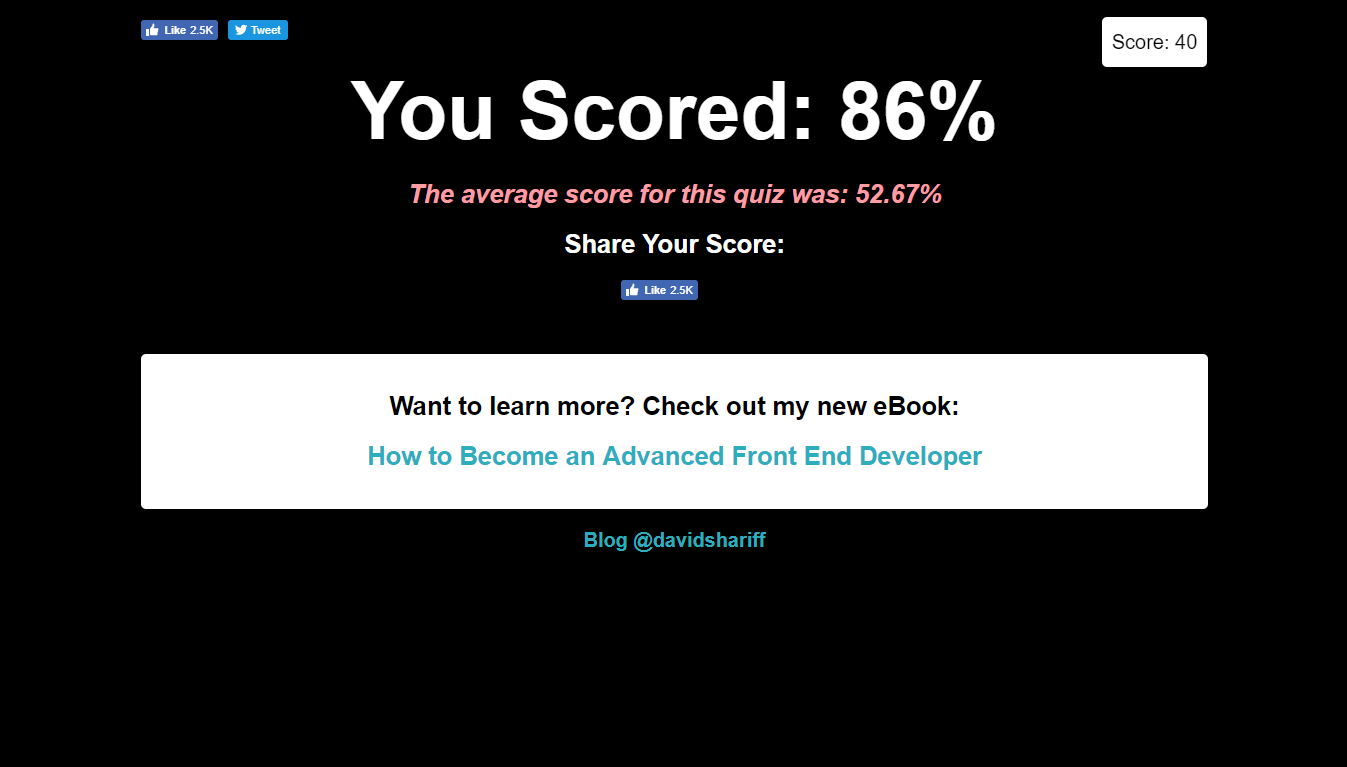 Like 2.5K Tweet
Score: 40
You Scored: 86%
The average score for this quiz was: 52.67%
Share Your Score:
Like 2.5K
Want to learn more? Check out my new eBook:
How to Become an Advanced Front End Developer
Blog @davidshariff